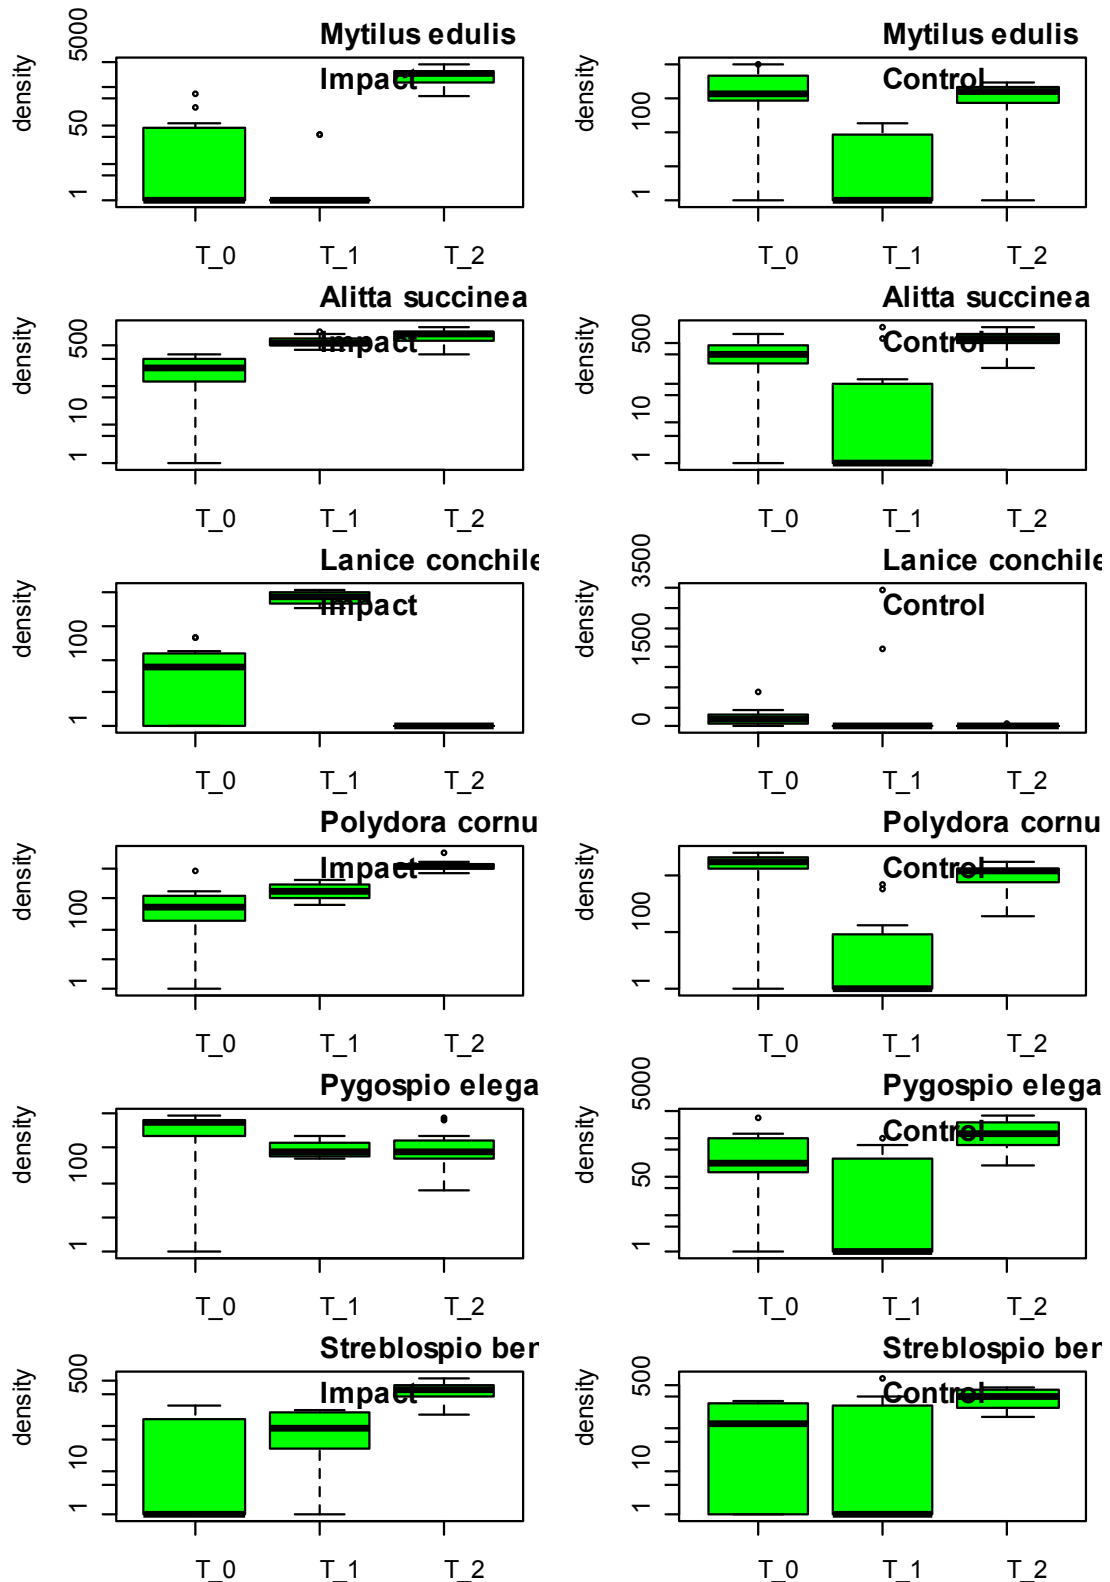 Mytilus edulis
Impact
density
5000
50
1
T_0 T_1 T_2
Mytilus edulis
Control
density
100
1
T_0 T_1 T_2
Alitta succinea
Impact
density
500
10
1
T_0 T_1 T_2
Alitta succinea
Control
density
500
10
1
T_0 T_1 T_2
Lanice conchile
Impact
density
100
1
T_0 T_1 T_2
Lanice conchile
Control
density
3500
1500
0
T_0 T_1 T_2
Polydora cornu
Impact
density
100
1
T_0 T_1 T_2
Polydora cornu
Control
density
100
1
T_0 T_1 T_2
Pygospio elega
density
100
1
T_0 T_1 T_2
Pygospio elega
Control
density
5000
50
1
T_0 T_1 T_2
Streblospio ben
Impact
density
500
10
1
T_0 T_1 T_2
Streblospio ben
Control
density
500
10
1
T_0 T_1 T_2